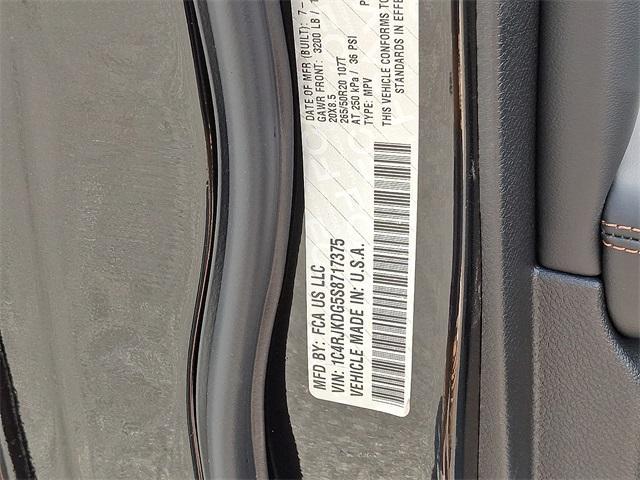 MFD BY: FCA US LLC
VIN: 1C4RJKDG5S8717375
VEHICLE MADE IN: U.S.A.
DATE OF MFR (BUILT): 7-
GAWR FRONT: 3200 LB /
20X8.5
265/50R20 107T
AT 250 kPa / 36 PSI
TYPE: MPV
THIS VEHICLE CONFORMS TO
STANDARDS IN EFFE